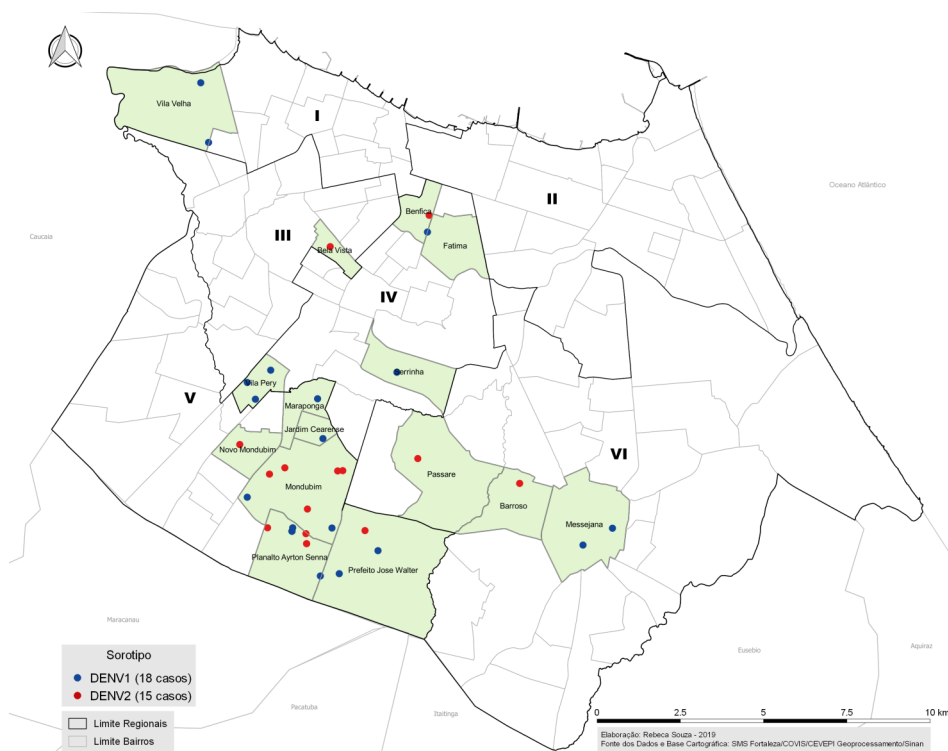 Vila Velha
I
II
Oceano Atlântico
Benfica
Caucaia
III
Bela Vista
Fatima
IV
Serrinha
Vila Pery
V
Maraponga
Jardim Cearense
Novo Mondubim
Passare
VI
Mondubim
Barroso
Messejana
Planalto Ayrton Senna
Prefeito Jose Walter
Maracanau
Eusebio
Aquiraz
Pacatuba
Itaitinga
Sorotipo
DENV1 (18 casos)
DENV2 (15 casos)
Limite Regionais
Limite Bairros
0 2.5 5 7.5 10 km
Elaboração: Rebeca Souza - 2019
Fonte dos Dados e Base Cartográfica: SMS Fortaleza/COVIS/CEVEPI Geoprocessamento/Sinan